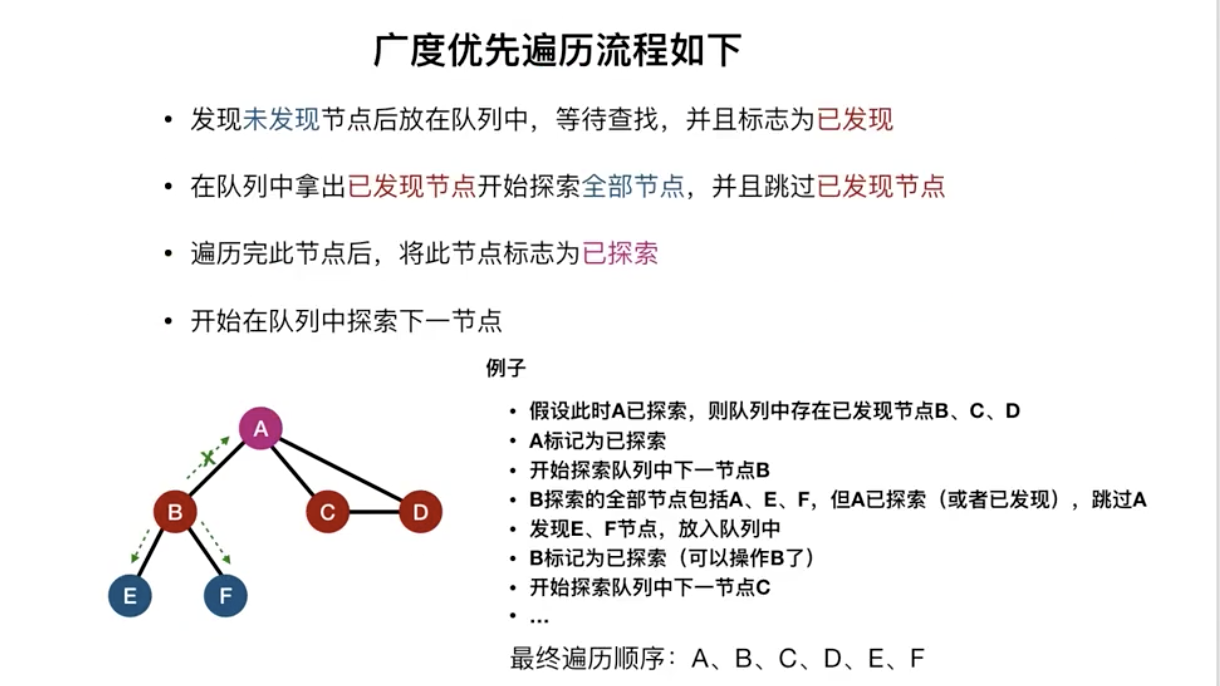 广度优先遍历流程如下
• 发现未发现节点后放在队列中，等待查找，并且标志为已发现
• 在队列中拿出已发现节点开始探索全部节点，并且跳过已发现节点
• 遍历完此节点后，将此节点标志为已探索
• 开始在队列中探索下一节点
例子
• 假设此时A已探索，则队列中存在已发现节点B、C、D
• A标记为已探索
• 开始探索队列中下一节点B
• B探索的全部节点包括A、E、F，但A已探索（或者已发现），跳过A
• 发现E、F节点，放入队列中
• B标记为已探索（可以操作B了）
• 开始探索队列中下一节点C
• ...
最终遍历顺序：A、B、C、D、E、F
A
X
B
C
D
E
F